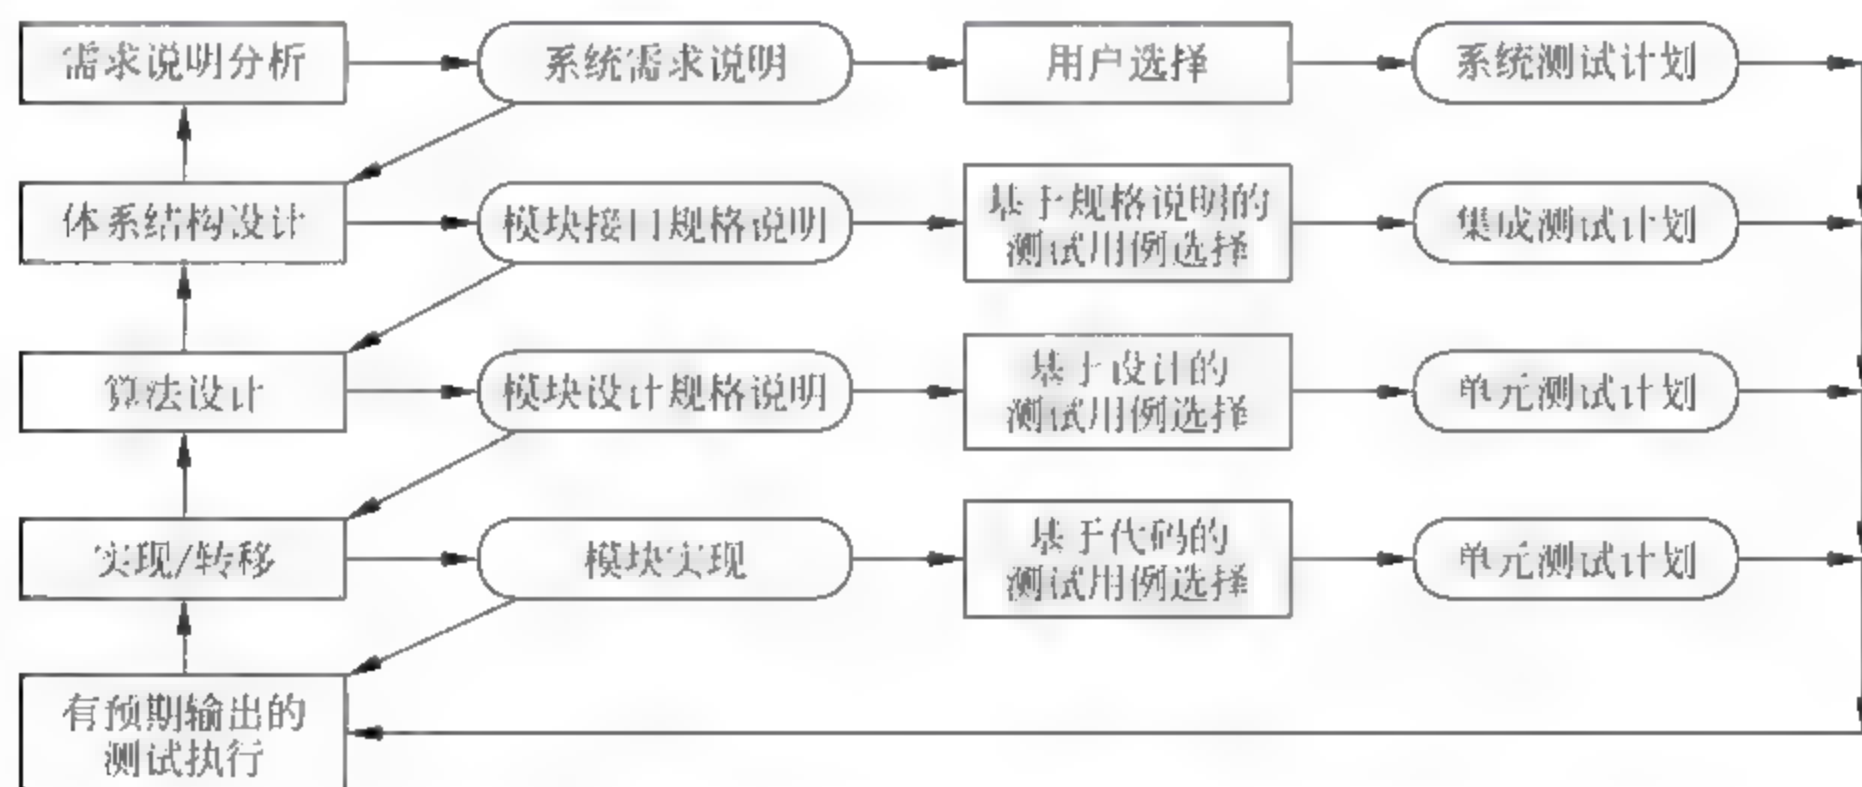 需求说明分析
系统需求说明
用户选择
系统测试计划
体系结构设计
模块接口规格说明
基于规格说明的
测试用例选择
集成测试计划
算法设计
模块设计规格说明
基于设计的
测试用例选择
单元测试计划
实现/转移
模块实现
基于代码的
测试用例选择
单元测试计划
有预期输出的
测试执行